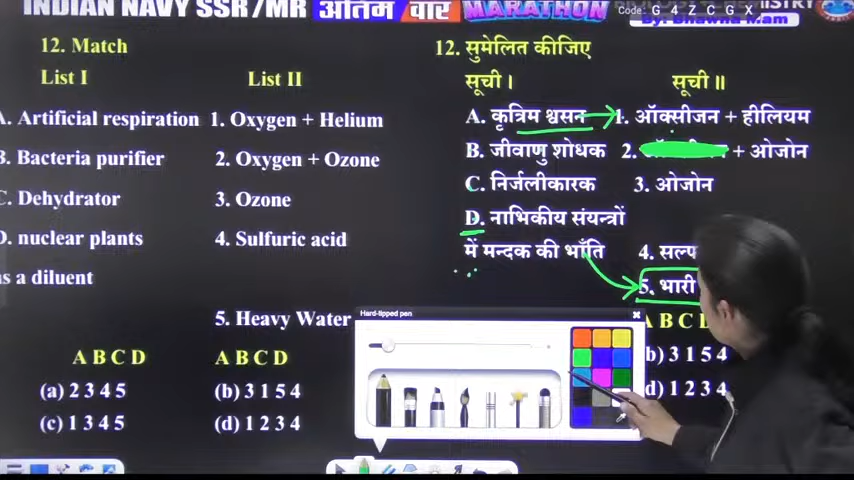 INDIAN NAVY SSR/MR अंतिम वार MARATHON
Code: G 4 Z C G X
By: Bhawna Mam
12. Match
List I List II
A. Artificial respiration 1. Oxygen + Helium
B. Bacteria purifier 2. Oxygen + Ozone
C. Dehydrator 3. Ozone
D. nuclear plants 4. Sulfuric acid
as a diluent
5. Heavy Water
A B C D A B C D
(a) 2 3 4 5 (b) 3 1 5 4
(c) 1 3 4 5 (d) 1 2 3 4
12. सुमेलित कीजिए
सूची I सूची II
A. कृत्रिम श्वसन 1. ऑक्सीजन + हीलियम
B. जीवाणु शोधक 2. + ओजोन
C. निर्जलीकारक 3. ओजोन
D. नाभिकीय संयन्त्रों
में मन्दक की भाँति 4.
5. भारी
A B C D
b) 3 1 5 4
d) 1 2 3 4
Hard-tipped pen